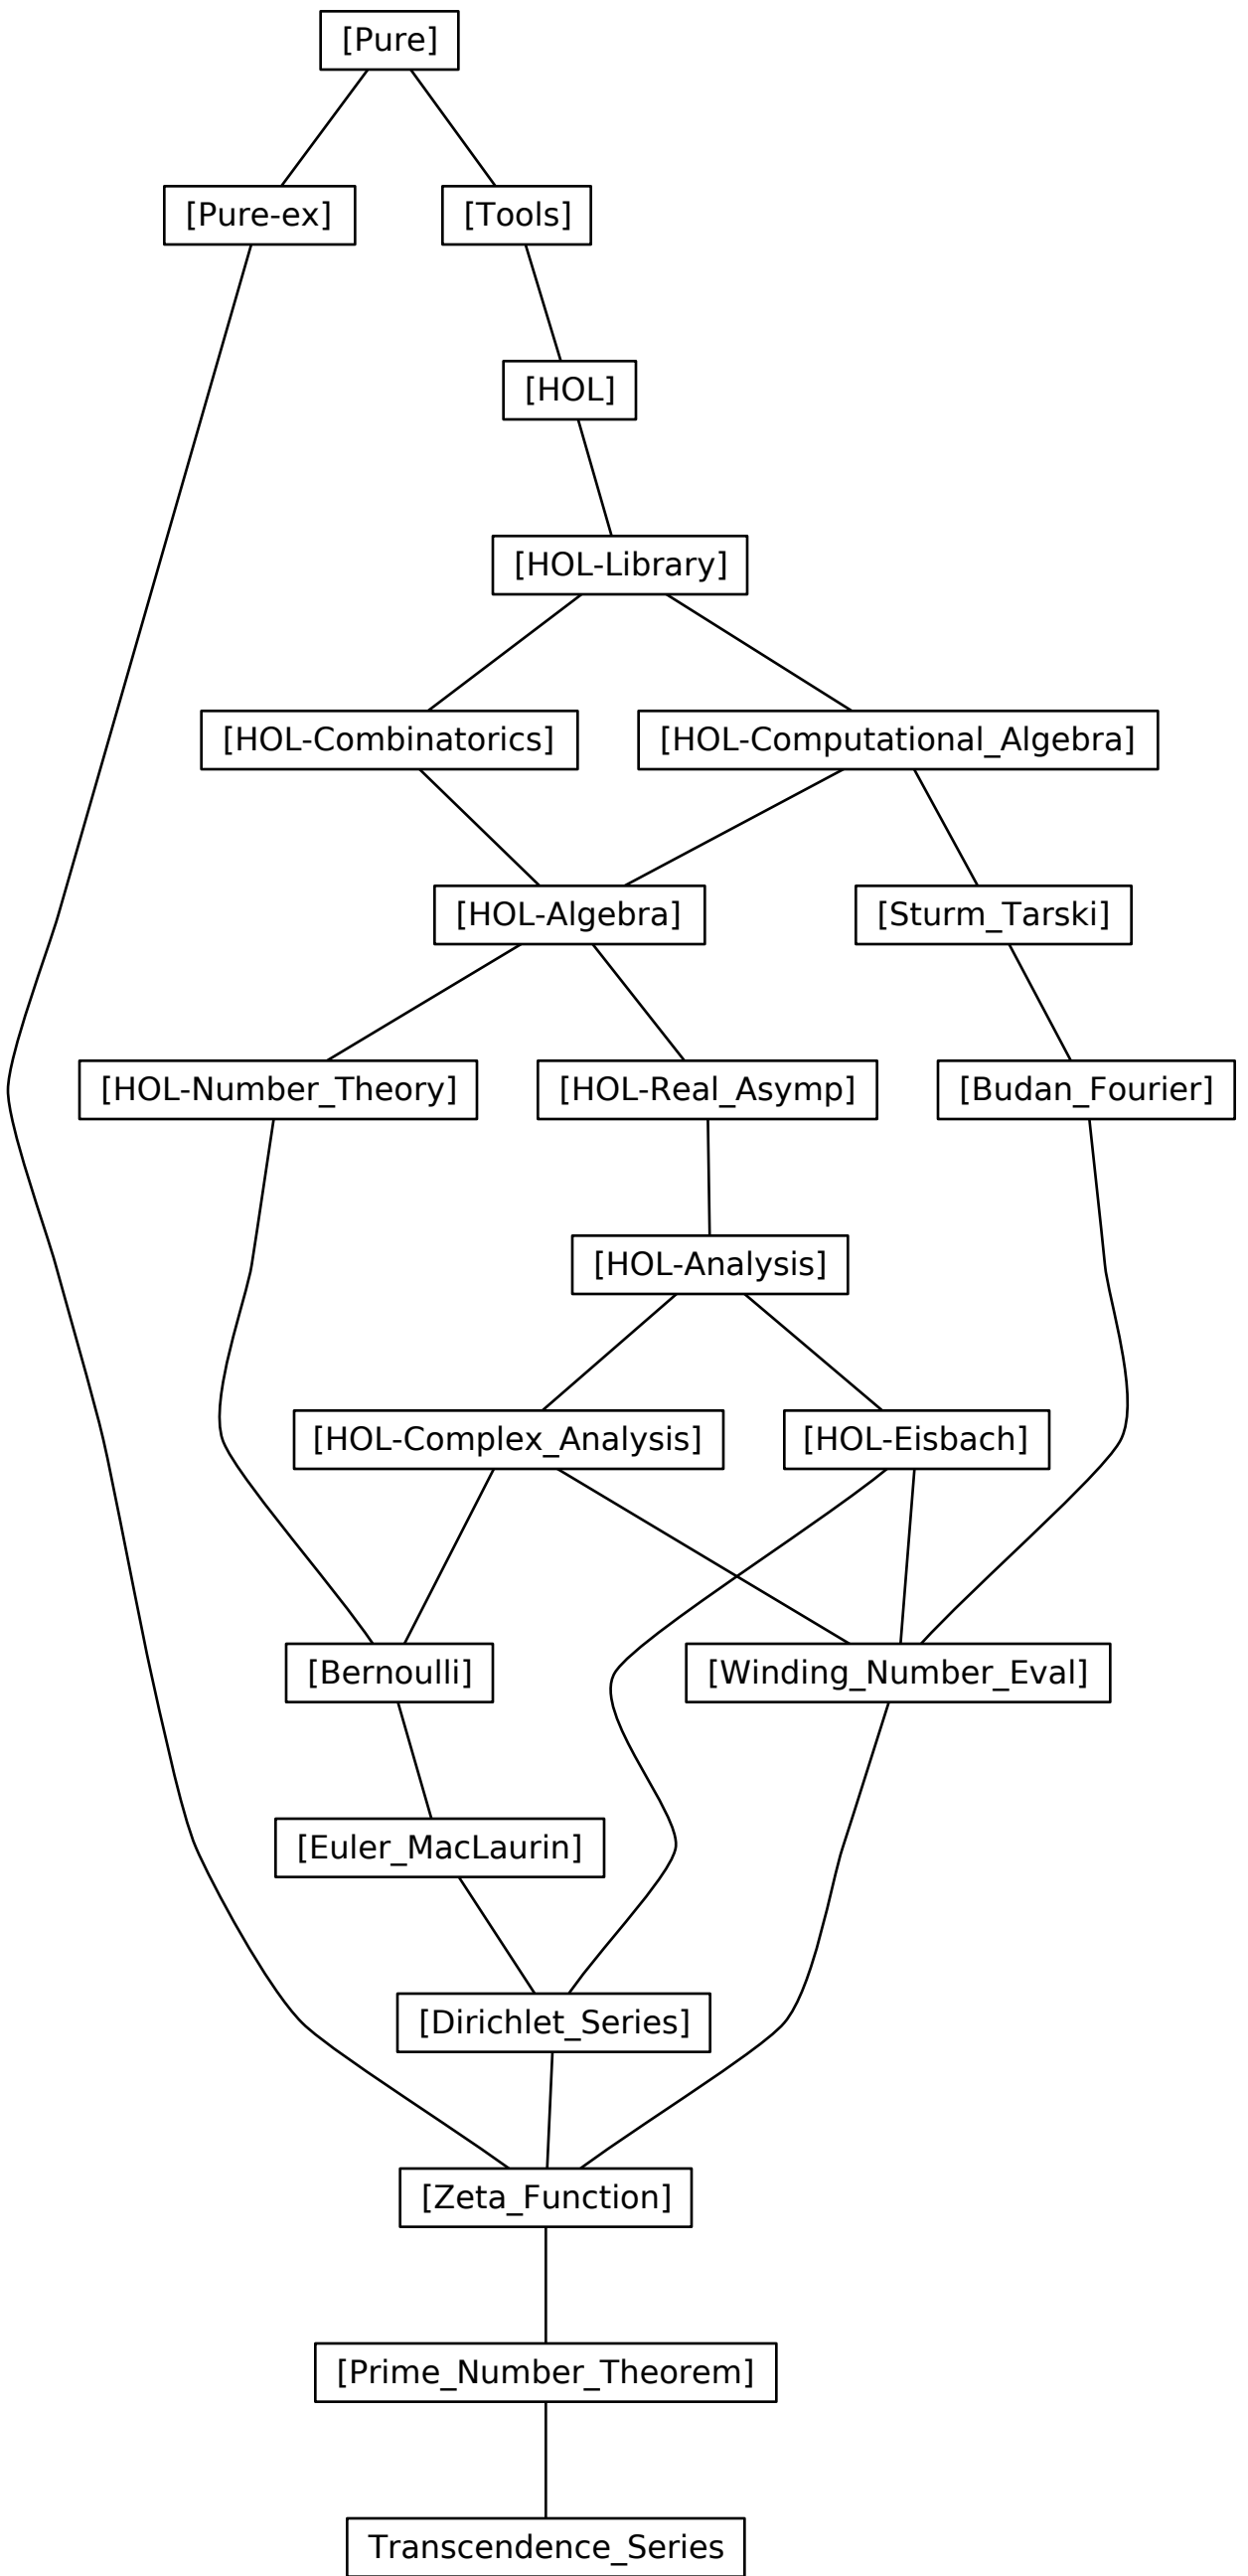 [Pure]
[Pure-ex]
[Tools]
[HOL]
[HOL-Library]
[HOL-Combinatorics]
[HOL-Computational_Algebra]
[HOL-Algebra]
[Sturm_Tarski]
[HOL-Number_Theory]
[HOL-Real_Asymp]
[Budan_Fourier]
[HOL-Analysis]
[HOL-Complex_Analysis]
[HOL-Eisbach]
[Bernoulli]
[Winding_Number_Eval]
[Euler_MacLaurin]
[Dirichlet_Series]
[Zeta_Function]
[Prime_Number_Theorem]
Transcendence_Series